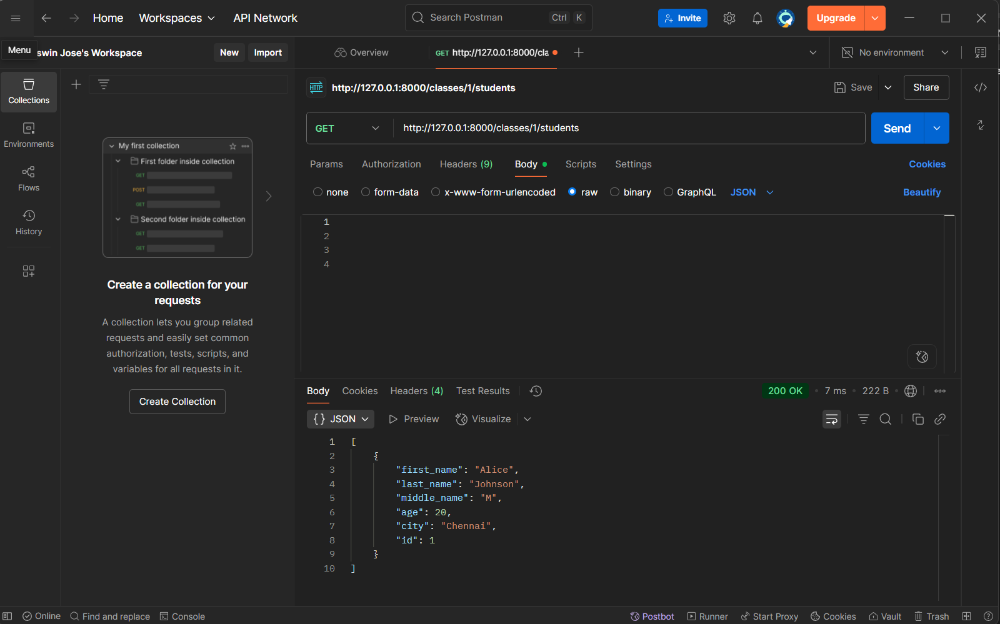 Home
Workspaces
API Network
Search Postman
Ctrl K
Invite
Upgrade
Menu
swin Jose's Workspace
New
Import
Overview
GET http://127.0.0.1:8000/cla
No environment
Collections
Environments
Flows
History
My first collection
First folder inside collection
GET
POST
GET
Second folder inside collection
GET
GET
Create a collection for your
requests
A collection lets you group related
requests and easily set common
authorization, tests, scripts, and
variables for all requests in it.
Create Collection
HTTP http://127.0.0.1:8000/classes/1/students
Save
Share
GET http://127.0.0.1:8000/classes/1/students
Send
Params Authorization Headers (9) Body Scripts Settings Cookies
none form-data x-www-form-urlencoded raw binary GraphQL JSON Beautify
1
2
3
4
Body Cookies Headers (4) Test Results 200 OK 7 ms 222 B
{} JSON Preview Visualize
1 [
2 {
3 "first_name": "Alice",
4 "last_name": "Johnson",
5 "middle_name": "M",
6 "age": 20,
7 "city": "Chennai",
8 "id": 1
9 }
10 ]
Online Find and replace Console Postbot Runner Start Proxy Cookies Vault Trash